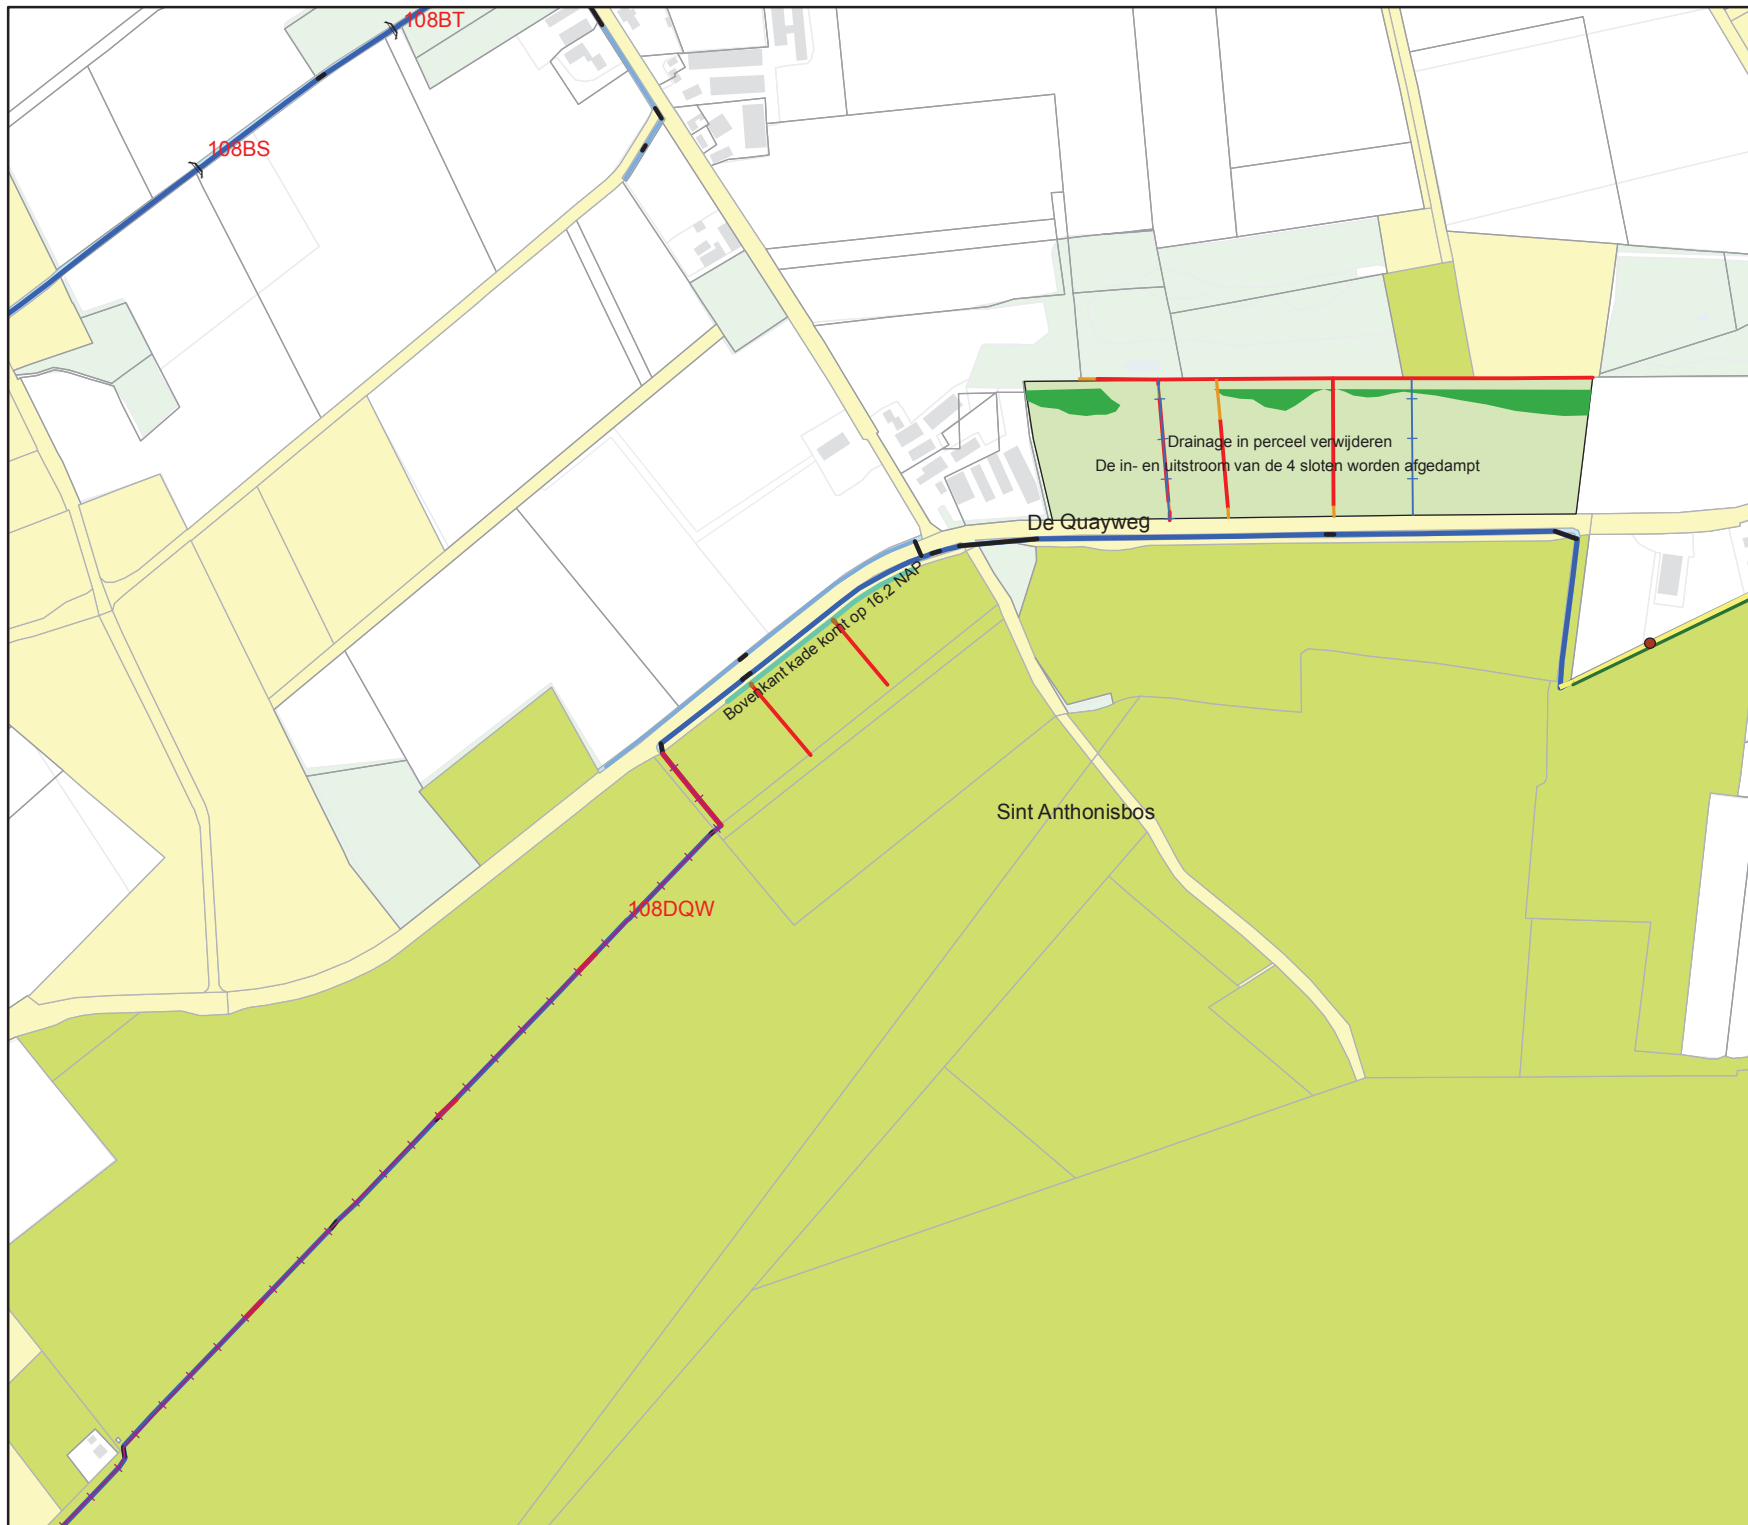 108BT
108BS
Drainage in perceel verwijderen
De in- en uitstroom van de 4 sloten worden afgedampt
De Quayweg
Bovenkant kade komt op 16,2 NAP
Sint Anthonisbos
108DQW